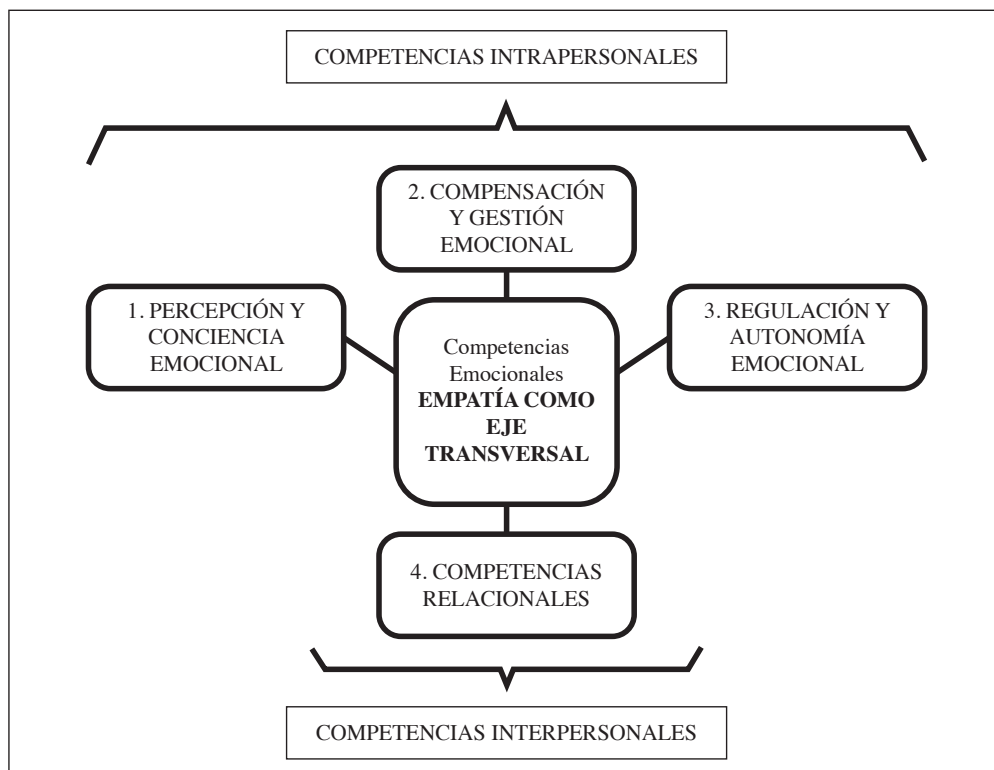 COMPETENCIAS INTRAPERSONALES
2. COMPENSACIÓN
Y GESTIÓN
EMOCIONAL
1. PERCEPCIÓN Y
CONCIENCIA
EMOCIONAL
Competencias
Emocionales
EMPATÍA COMO
EJE
TRANSVERSAL
3. REGULACIÓN Y
AUTONOMÍA
EMOCIONAL
4. COMPETENCIAS
RELACIONALES
COMPETENCIAS INTERPERSONALES